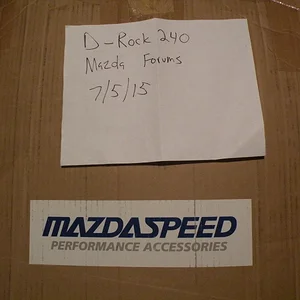 D-Rock 240
Mazda Forums
7/5/15
MAZDASPEED
PERFORMANCE ACCESSORIES